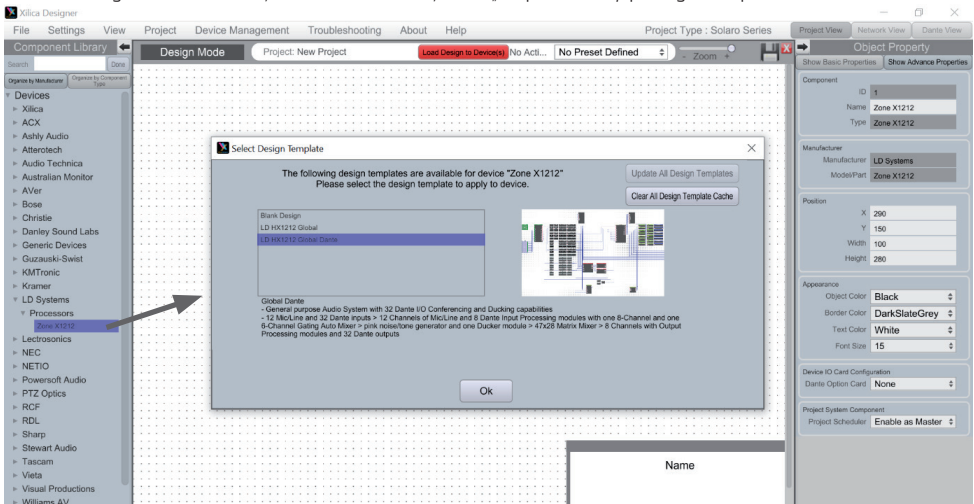 Xilica Designer
File Settings View Project Device Management Troubleshooting About Help Project Type : Solaro Series Project View Network View Dante View
Component Library
Search Done
Organize by Manufacturer Organize by Component Type
Devices
Xilica
ACX
Ashly Audio
Atterotech
Audio Technica
Australian Monitor
AVer
Bose
Christie
Danley Sound Labs
Generic Devices
Guzauski-Swist
KMTronic
Kramer
LD Systems
Processors
Zone X1212
Lectrosonics
NEC
NETIO
Powersoft Audio
PTZ Optics
RCF
RDL
Sharp
Stewart Audio
Tascam
Vieta
Visual Productions
Williams AV
Design Mode Project: New Project Load Design to Device(s) No Acti... No Preset Defined - Zoom +
Select Design Template
The following design templates are available for device "Zone X1212"
Please select the design template to apply to device.
Update All Design Templates
Clear All Design Template Cache
Blank Design
LD HX1212 Global
LD HX1212 Global Dante
Global Dante
- General purpose Audio System with 32 Dante I/O Conferencing and Ducking capabilities
- 12 Mic/Line and 32 Dante inputs > 12 Channels of Mic/Line and 8 Dante Input Processing modules with one 8-Channel and one
6-Channel Gating Auto Mixer > pink noise/tone generator and one Ducker module > 47x28 Matrix Mixer > 8 Channels with Output
Processing modules and 32 Dante outputs
Ok
Name
Object Property
Show Basic Properties Show Advance Properties
Component
ID 1
Name Zone X1212
Type Zone X1212
Manufacturer
Manufacturer LD Systems
Model/Part Zone X1212
Position
X 290
Y 150
Width 100
Height 280
Appearance
Object Color Black
Border Color DarkSlateGrey
Text Color White
Font Size 15
Device IO Card Configuration
Dante Option Card None
Project System Component
Project Scheduler Enable as Master